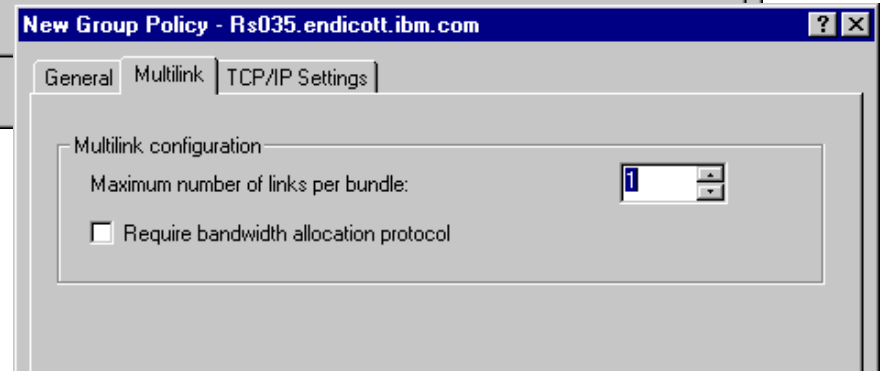 New Group Policy - Rs035.endicott.ibm.com
General Multilink TCP/IP Settings
Multilink configuration
Maximum number of links per bundle: 1
Require bandwidth allocation protocol